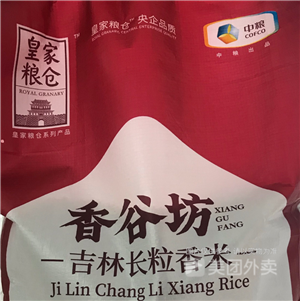 "皇家粮仓" 央企品质
皇家
粮仓
ROYAL GRANARY
皇家粮仓系列产品
中粮
COFCO
中粮出品
香谷坊
XIANG
GU
FANG
吉林长粒香米
Ji Lin Chang Li Xiang Rice
美团外卖